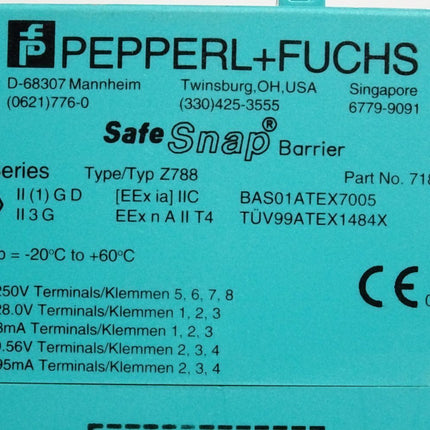 PEPPERL+FUCHS
D-68307 Mannheim Twinsburg,OH,USA Singapore
(0621)776-0 (330)425-3555 6779-9091
Safe Snap® Barrier
Series Type/Typ Z788 Part No. 718
II (1) G D [EEx ia] IIC BAS01ATEX7005
II 3 G EEx n A II T4 TÜV99ATEX1484X
= -20°C to +60°C
250V Terminals/Klemmen 5, 6, 7, 8
28.0V Terminals/Klemmen 1, 2, 3
3mA Terminals/Klemmen 1, 2, 3
9.56V Terminals/Klemmen 2, 3, 4
95mA Terminals/Klemmen 2, 3, 4
CE